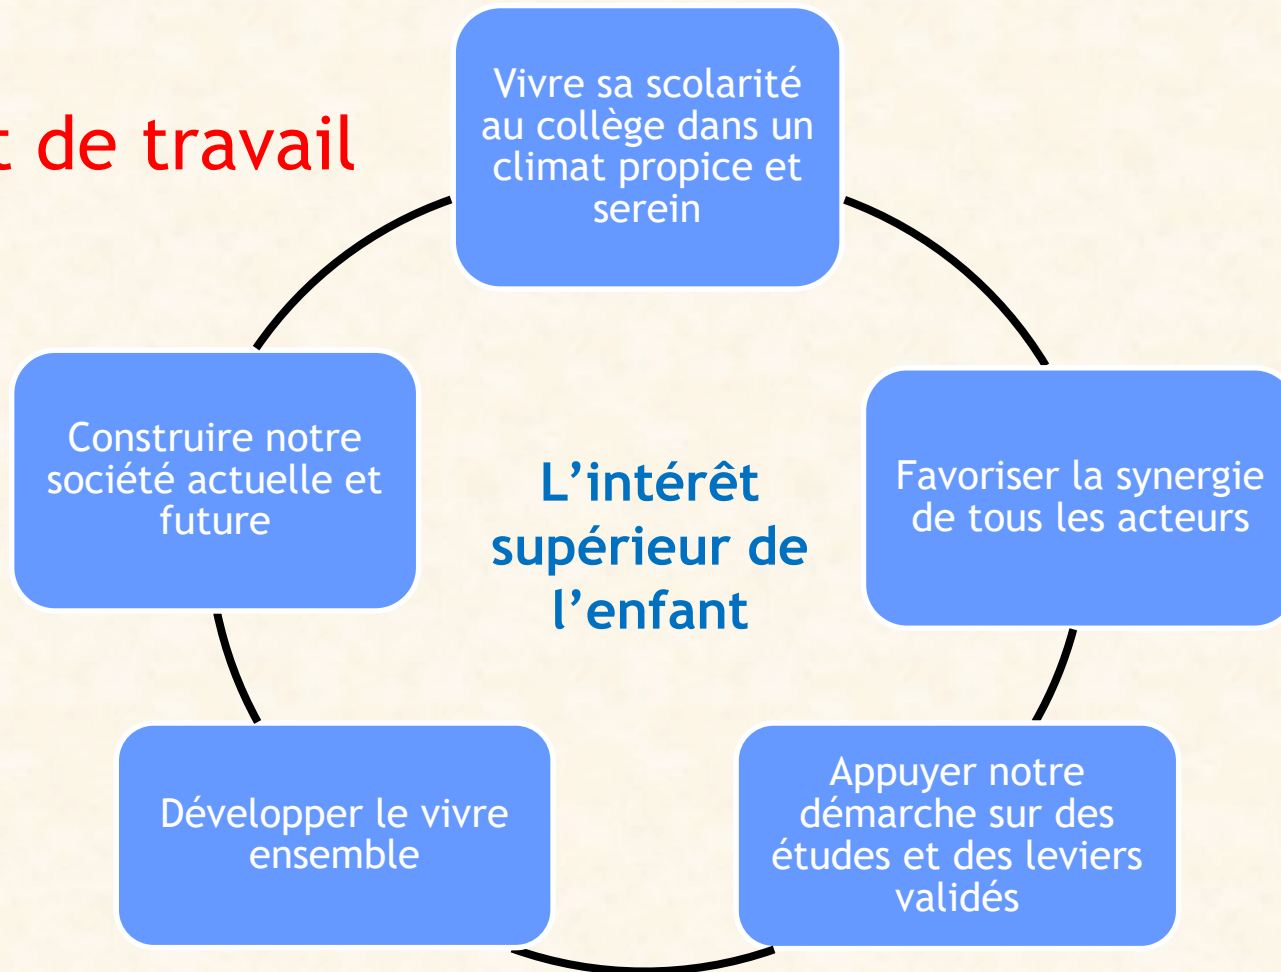 Vivre sa scolarité
au collège dans un
climat propice et
serein
t de travail
Construire notre
société actuelle et
future
L’intérêt
supérieur de
l’enfant
Favoriser la synergie
de tous les acteurs
Développer le vivre
ensemble
Appuyer notre
démarche sur des
études et des leviers
validés